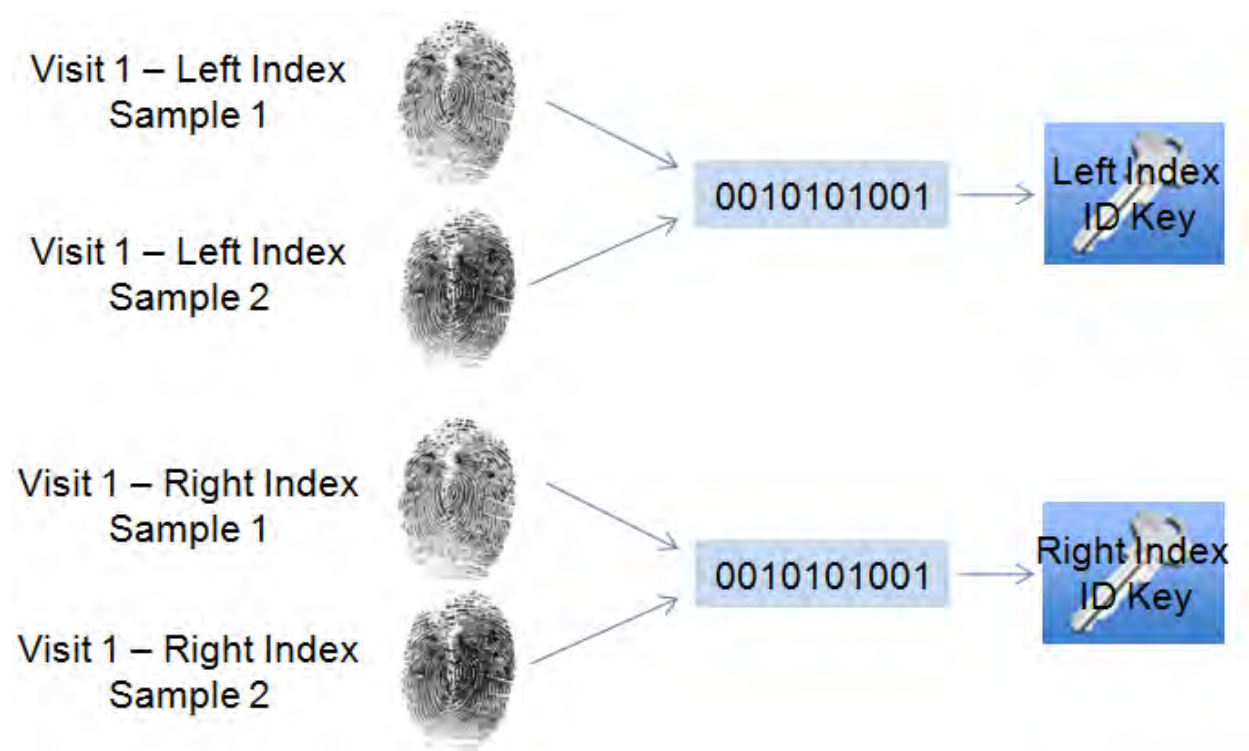 Visit 1 – Left Index
Sample 1
0010101001
Left Index
ID Key
Visit 1 – Left Index
Sample 2
Visit 1 – Right Index
Sample 1
0010101001
Right Index
ID Key
Visit 1 – Right Index
Sample 2